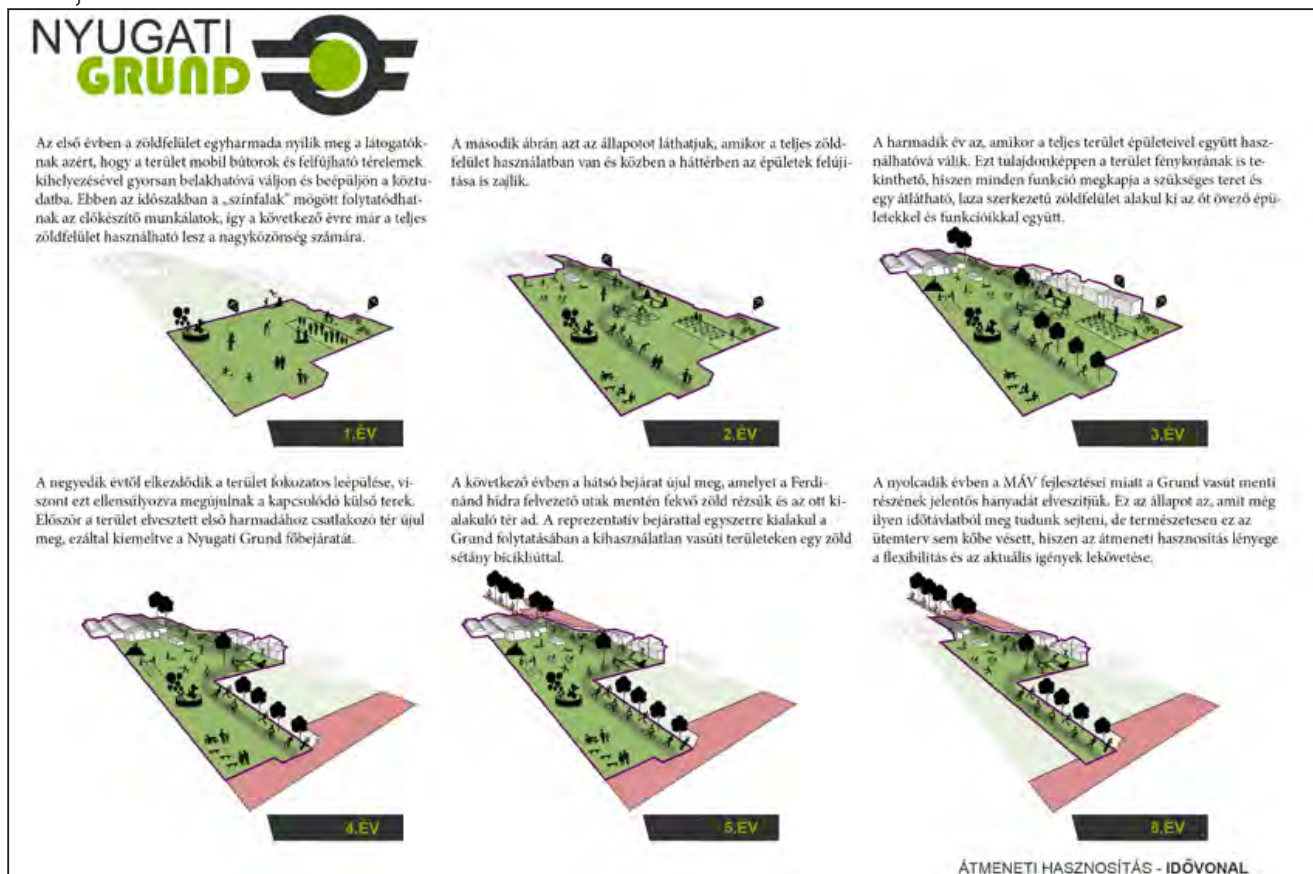 NYUGATI
GRUND
Az első évben a zöldfelület egyharmada nyílik meg a látogatók-
nak azért, hogy a terület mobil bútorok és felfújható térelemek
kihelyezésével gyorsan belakhatóvá váljon és beépüljön a köztu-
datba. Ebben az időszakban a „színfalak" mögött folytatódhat-
nak az előkészítő munkálatok, így a következő évre már a teljes
zöldfelület használható lesz a nagyközönség számára.
1.ÉV
A második ábrán azt az állapotot láthatjuk, amikor a teljes zöld-
felület használatban van és közben a háttérben az épületek felújí-
tása is zajlik.
2.ÉV
A harmadik év az, amikor a teljes terület épületeivel együtt hasz-
nálhatóvá válik. Ezt tulajdonképpen a terület fénykorának is te-
kinthető, hiszen minden funkció megkapja a szükséges teret és
egy átlátható, laza szerkezetű zöldfelület alakul ki az őt övező épü-
letekkel és funkcióikkal együtt.
3.ÉV
A negyedik évtől elkezdődik a terület fokozatos leépülése, vi-
szont ezt ellensúlyozva megújulnak a kapcsolódó külső terek.
Először a terület elvesztett első harmadához csatlakozó tér újul
meg, ezáltal kiemeltve a Nyugati Grund főbejáratát.
4.ÉV
A következő évben a hátsó bejárat újul meg, amelyet a Ferdi-
nánd hídra felvezető utak mentén fekvő zöld rézsűk és az ott ki-
alakuló tér ad. A reprezentatív bejárattal egyszerre kialakul a
Grund folytatásában a kihasználatlan vasúti területeken egy zöld
sétány bicikliúttal.
5.ÉV
A nyolcadik évben a MÁV fejlesztései miatt a Grund vasút menti
részének jelentős hányadát elveszítjük. Ez az állapot az, amit még
ilyen időtávlatból meg tudunk sejteni, de természetesen ez az
ütemterv sem kőbe vésett, hiszen az átmeneti hasznosítás lényege
a flexibilitás és az aktuális igények lekövetése.
8.ÉV
ÁTMENETI HASZNOSÍTÁS - IDŐVONAL